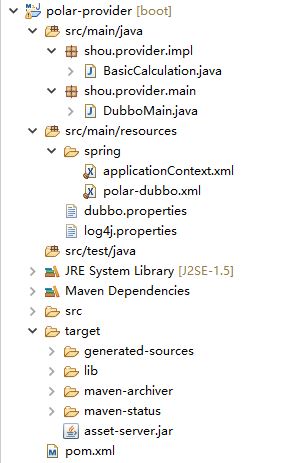 polar-provider [boot]
src/main/java
shou.provider.impl
BasicCalculation.java
shou.provider.main
DubboMain.java
src/main/resources
spring
applicationContext.xml
polar-dubbo.xml
dubbo.properties
log4j.properties
src/test/java
JRE System Library [J2SE-1.5]
Maven Dependencies
src
target
generated-sources
lib
maven-archiver
maven-status
asset-server.jar
pom.xml